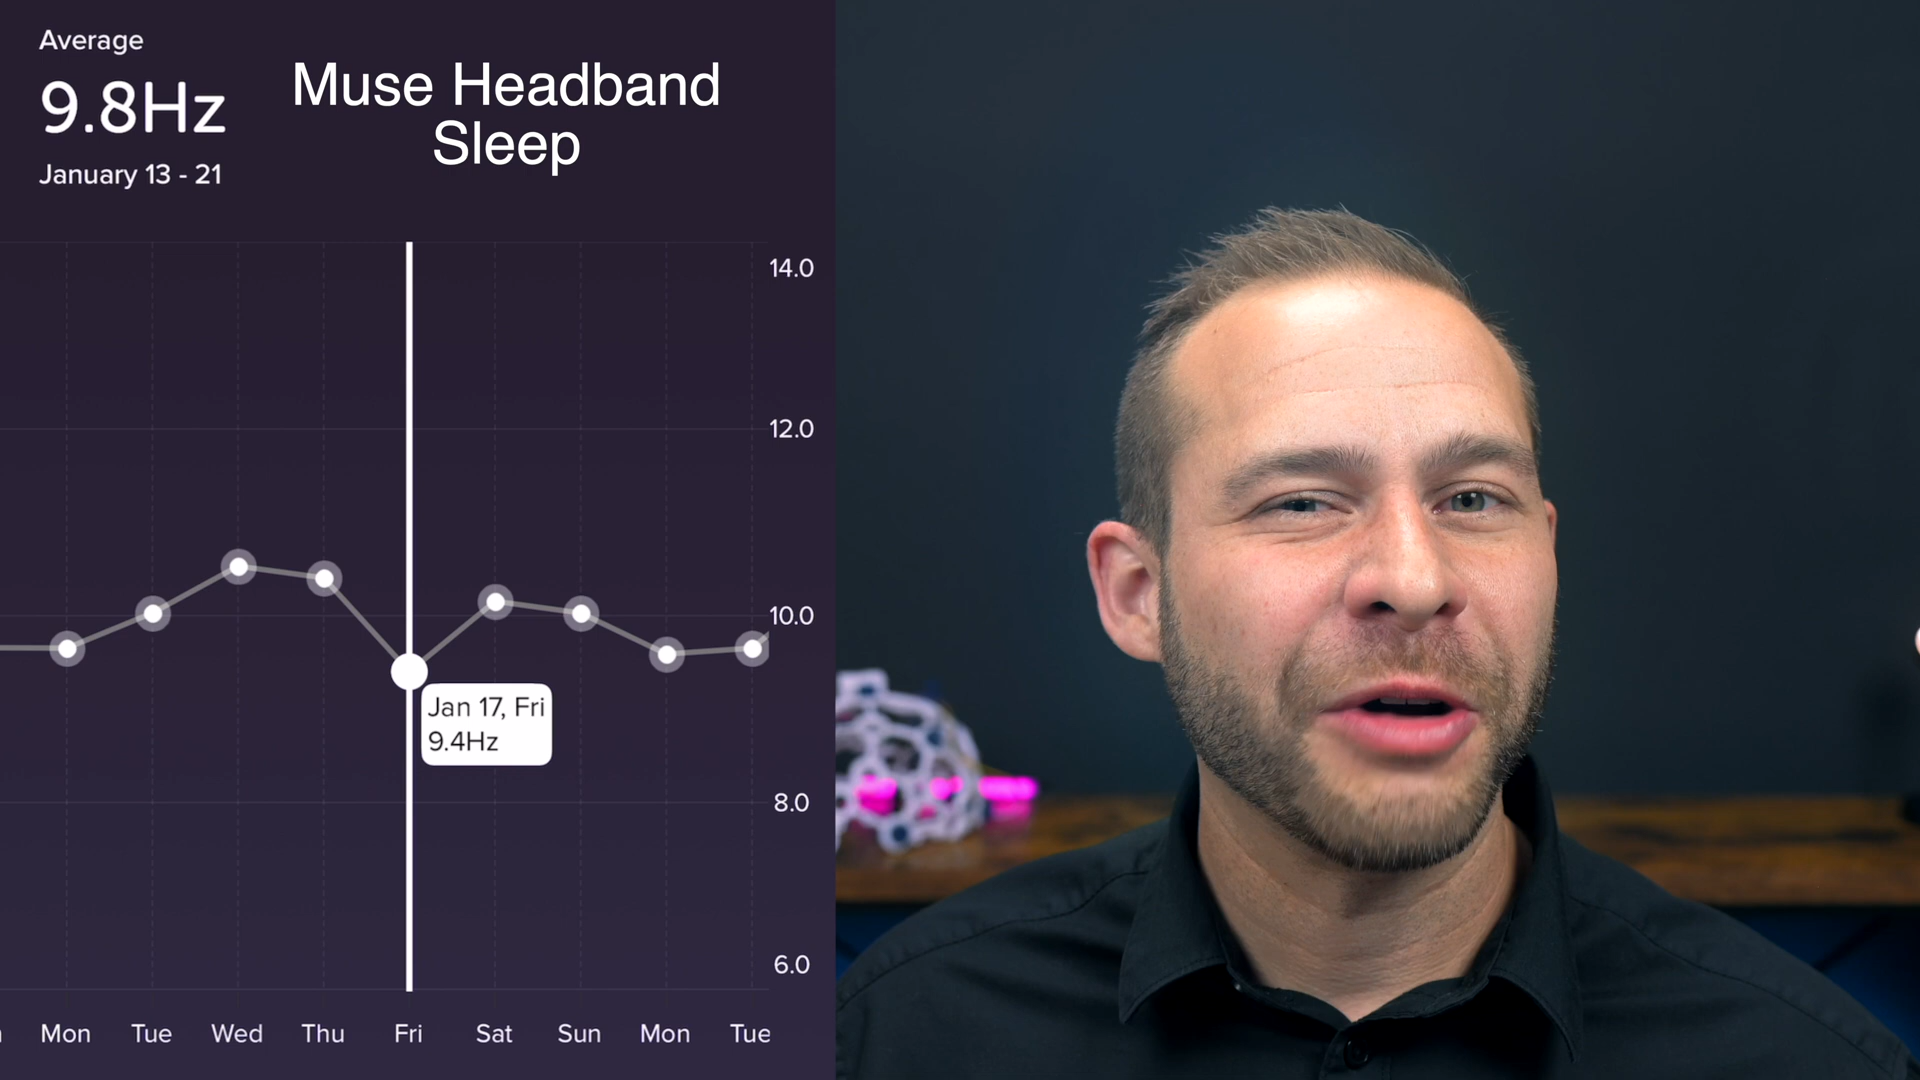 Average
9.8Hz
January 13 - 21
Muse Headband
Sleep
14.0
12.0
10.0
8.0
6.0
Jan 17, Fri
9.4Hz
Mon Tue Wed Thu Fri Sat Sun Mon Tue